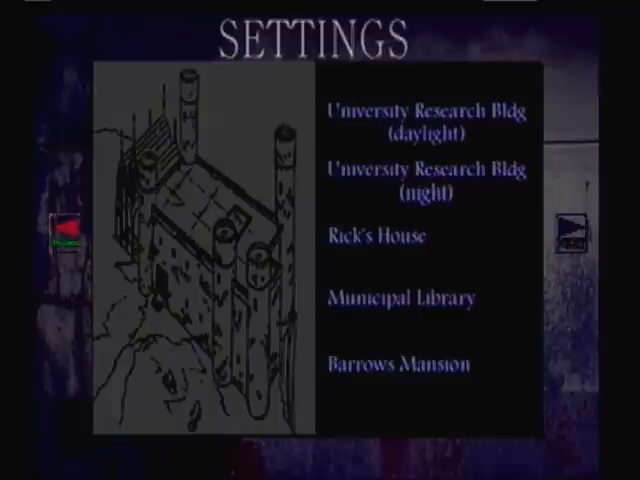 SETTINGS
University Research Bldg
(daylight)
University Research Bldg
(night)
Rick's House
Municipal Library
Barrows Mansion